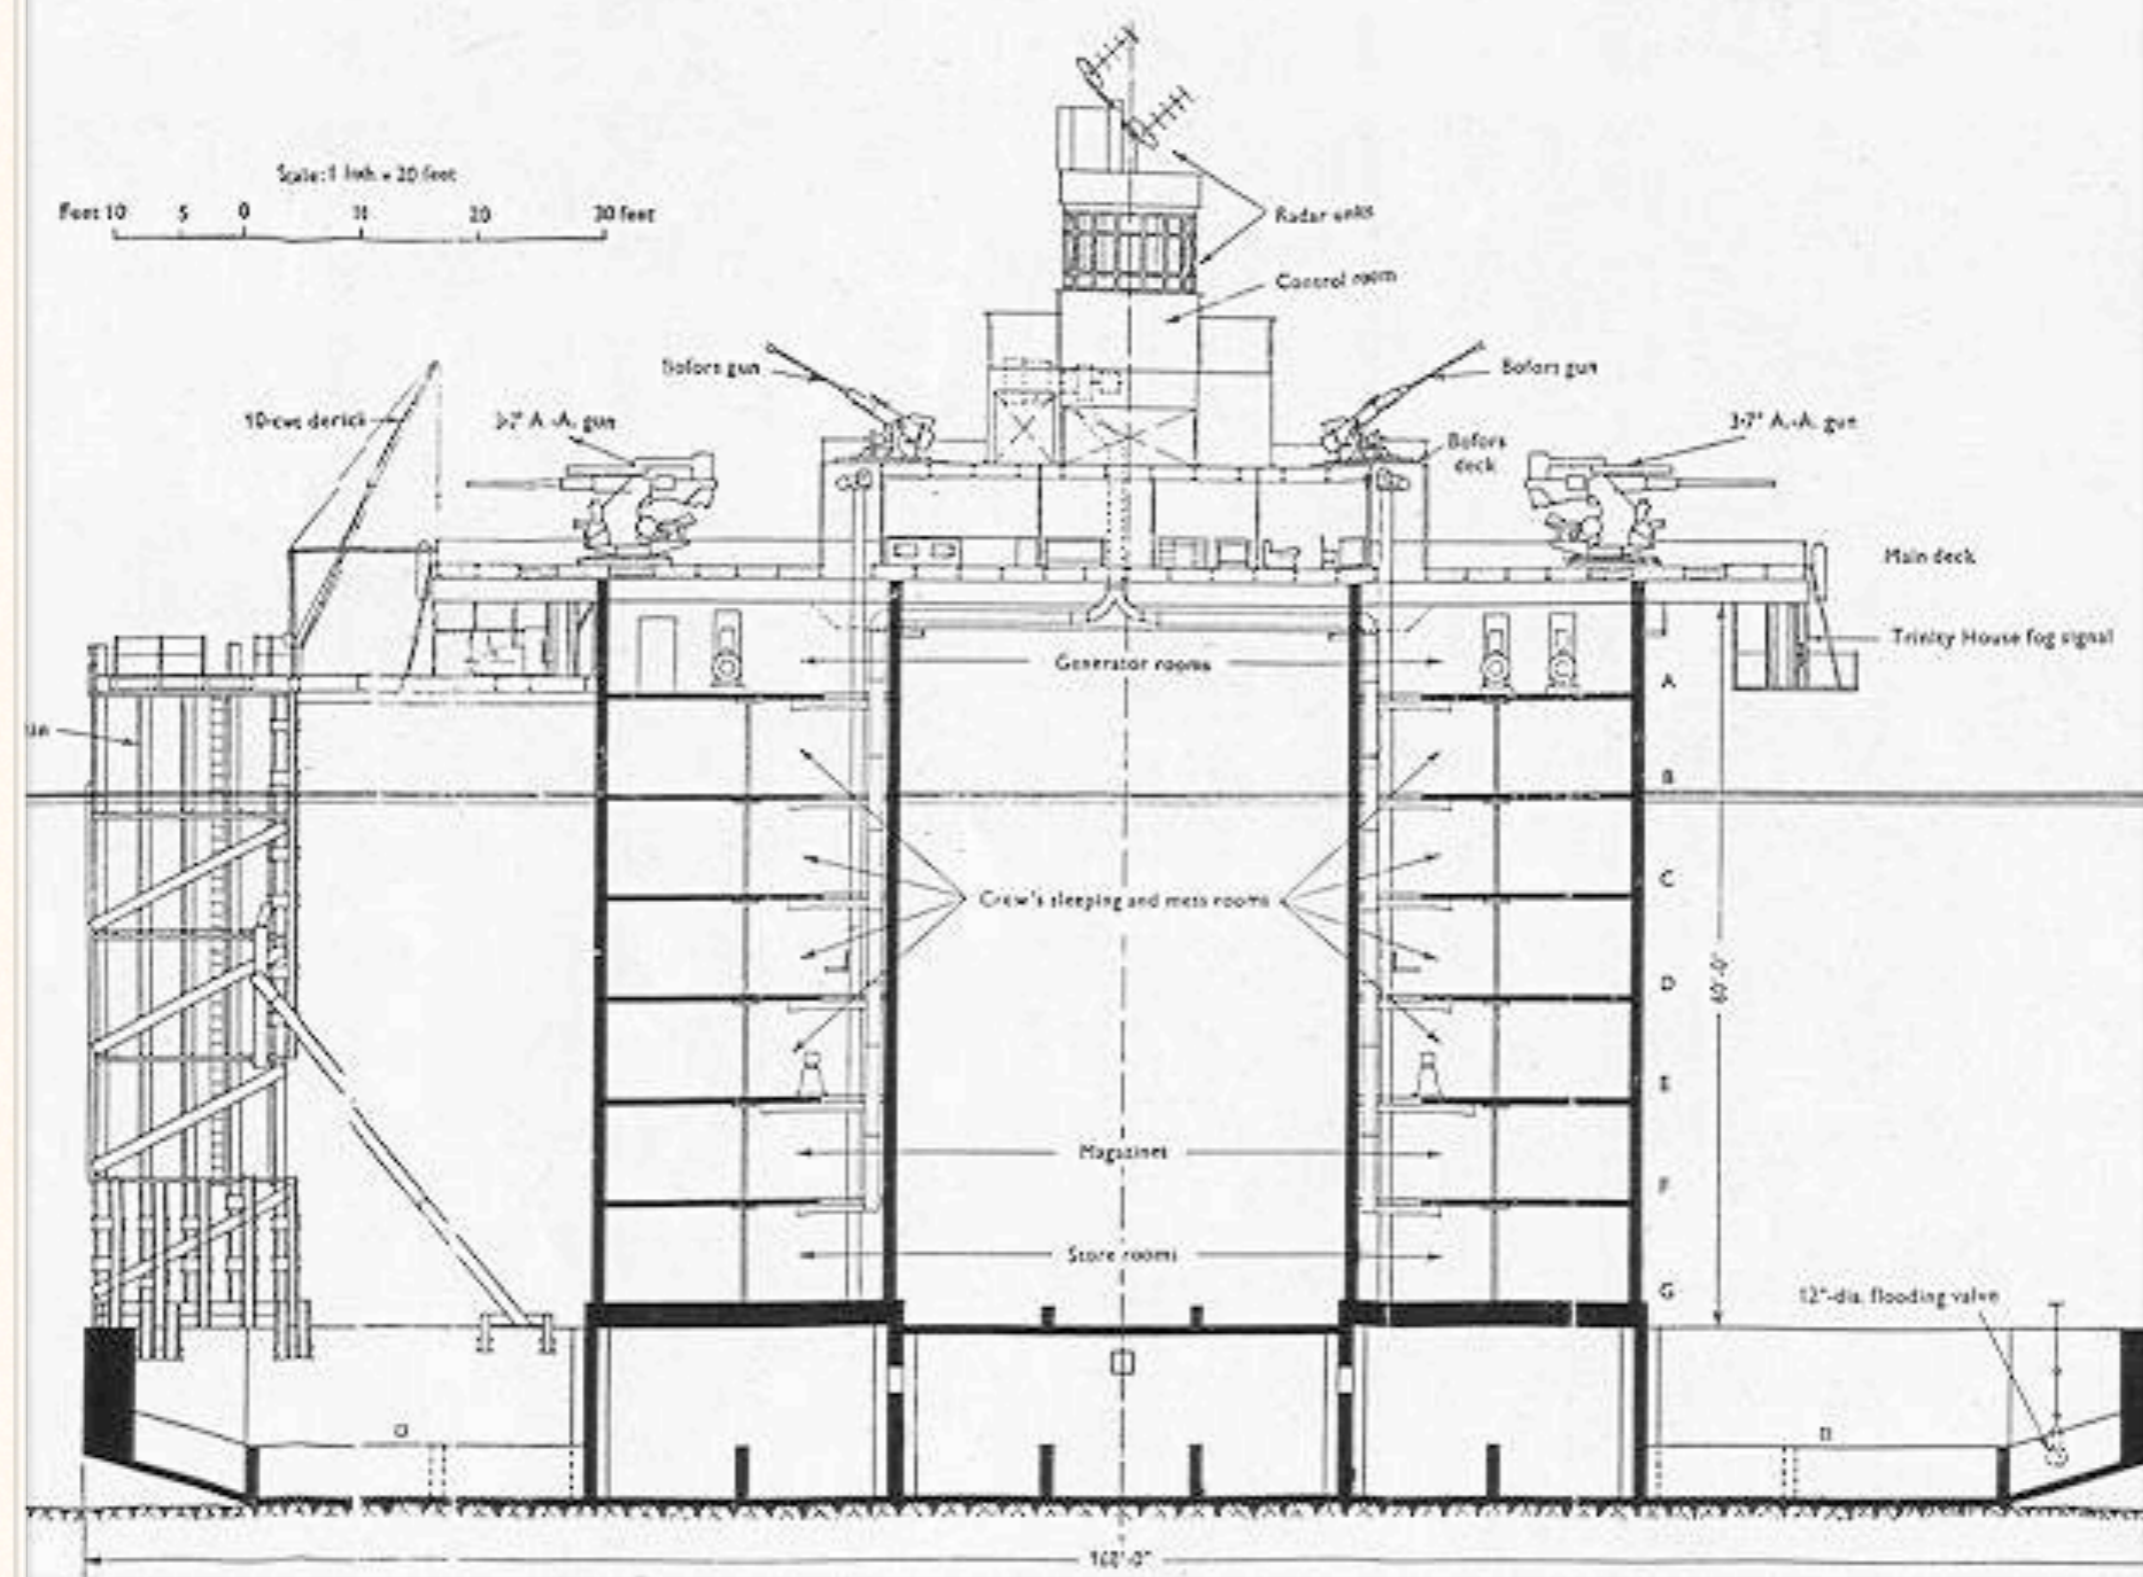 Scale: 1 Inch = 20 feet
Feet 10 5 0 10 20 30 feet
Radar units
Control room
Bofors gun
Bofors gun
10-cwt derick
3·7" A.-A. gun
3·7" A.-A. gun
Bofors
deck
Main deck
Trinity House fog signal
Generator rooms
A
B
Crew's sleeping and mess rooms
C
D
60'-0"
E
Magazines
F
Store rooms
G
12"-dia. flooding valve
168'-0"